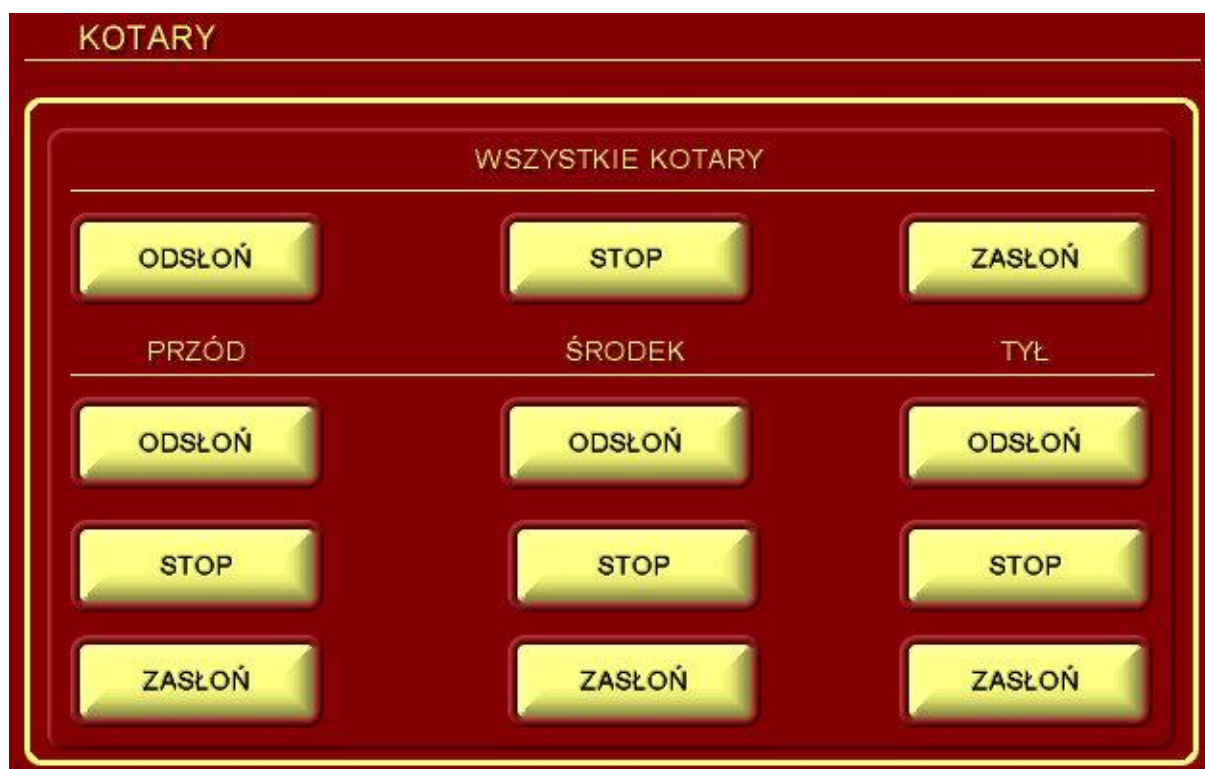 KOTARY
WSZYSTKIE KOTARY
ODSŁOŃ STOP ZASŁOŃ
PRZÓD ŚRODEK TYŁ
ODSŁOŃ ODSŁOŃ ODSŁOŃ
STOP STOP STOP
ZASŁOŃ ZASŁOŃ ZASŁOŃ